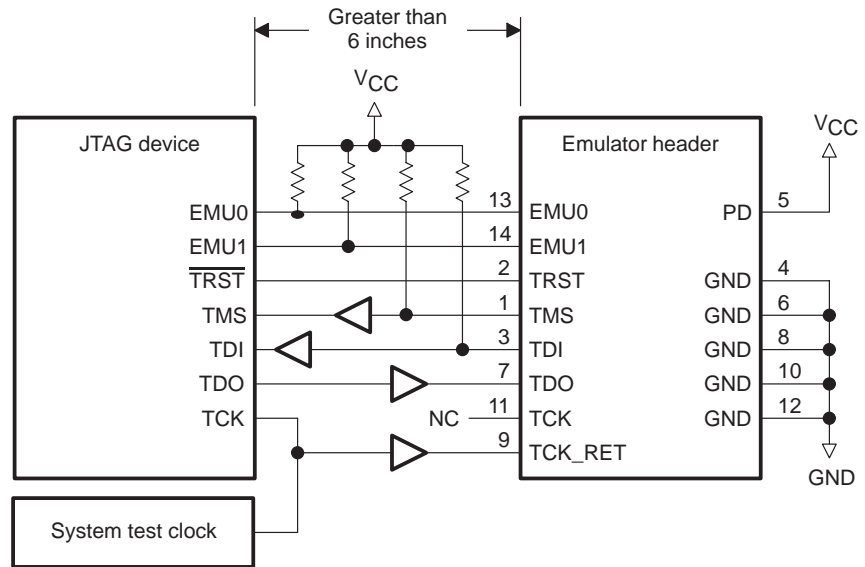 Greater than
6 inches
VCC
JTAG device
Emulator header
VCC
EMU0 13 EMU0 PD 5
EMU1 14 EMU1
TRST 2 TRST GND 4
TMS 1 TMS GND 6
TDI 3 TDI GND 8
TDO 7 TDO GND 10
TCK NC 11 TCK GND 12
9 TCK_RET
GND
System test clock